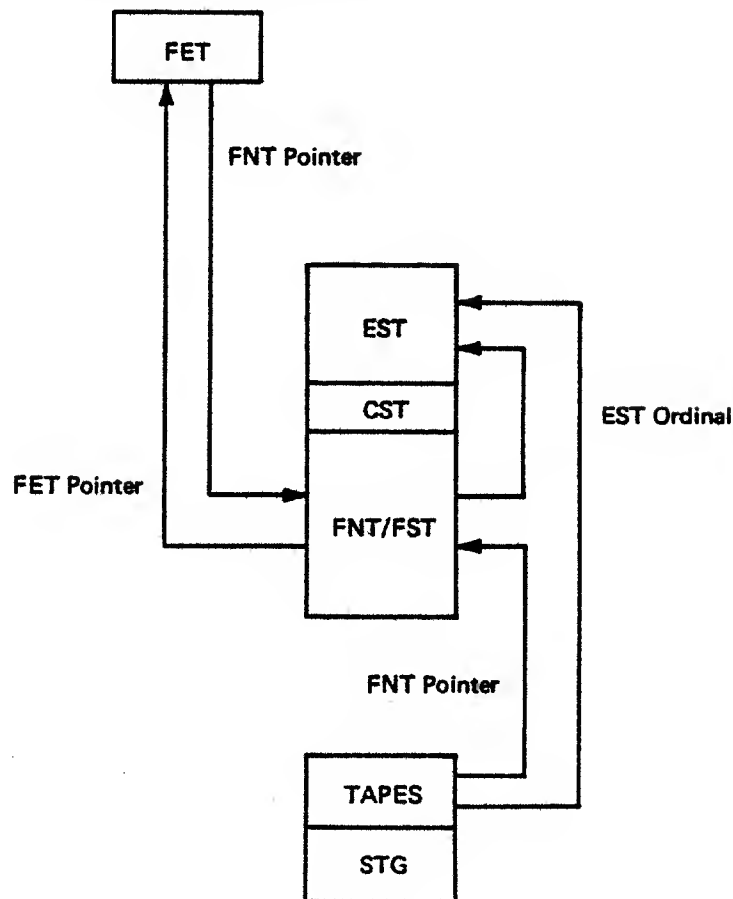 FET
FNT Pointer
EST
CST
EST Ordinal
FET Pointer
FNT/FST
FNT Pointer
TAPES
STG